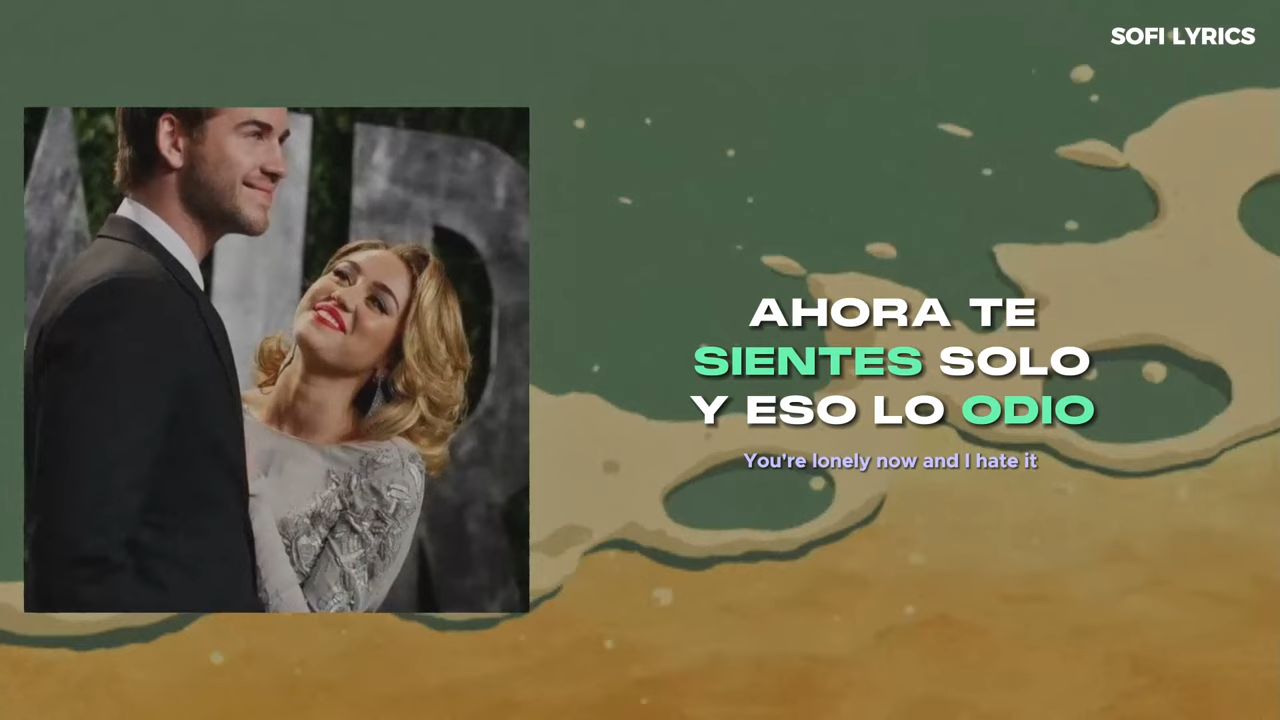 SOFI LYRICS
AHORA TE
SIENTES SOLO
Y ESO LO ODIO
You're lonely now and I hate it